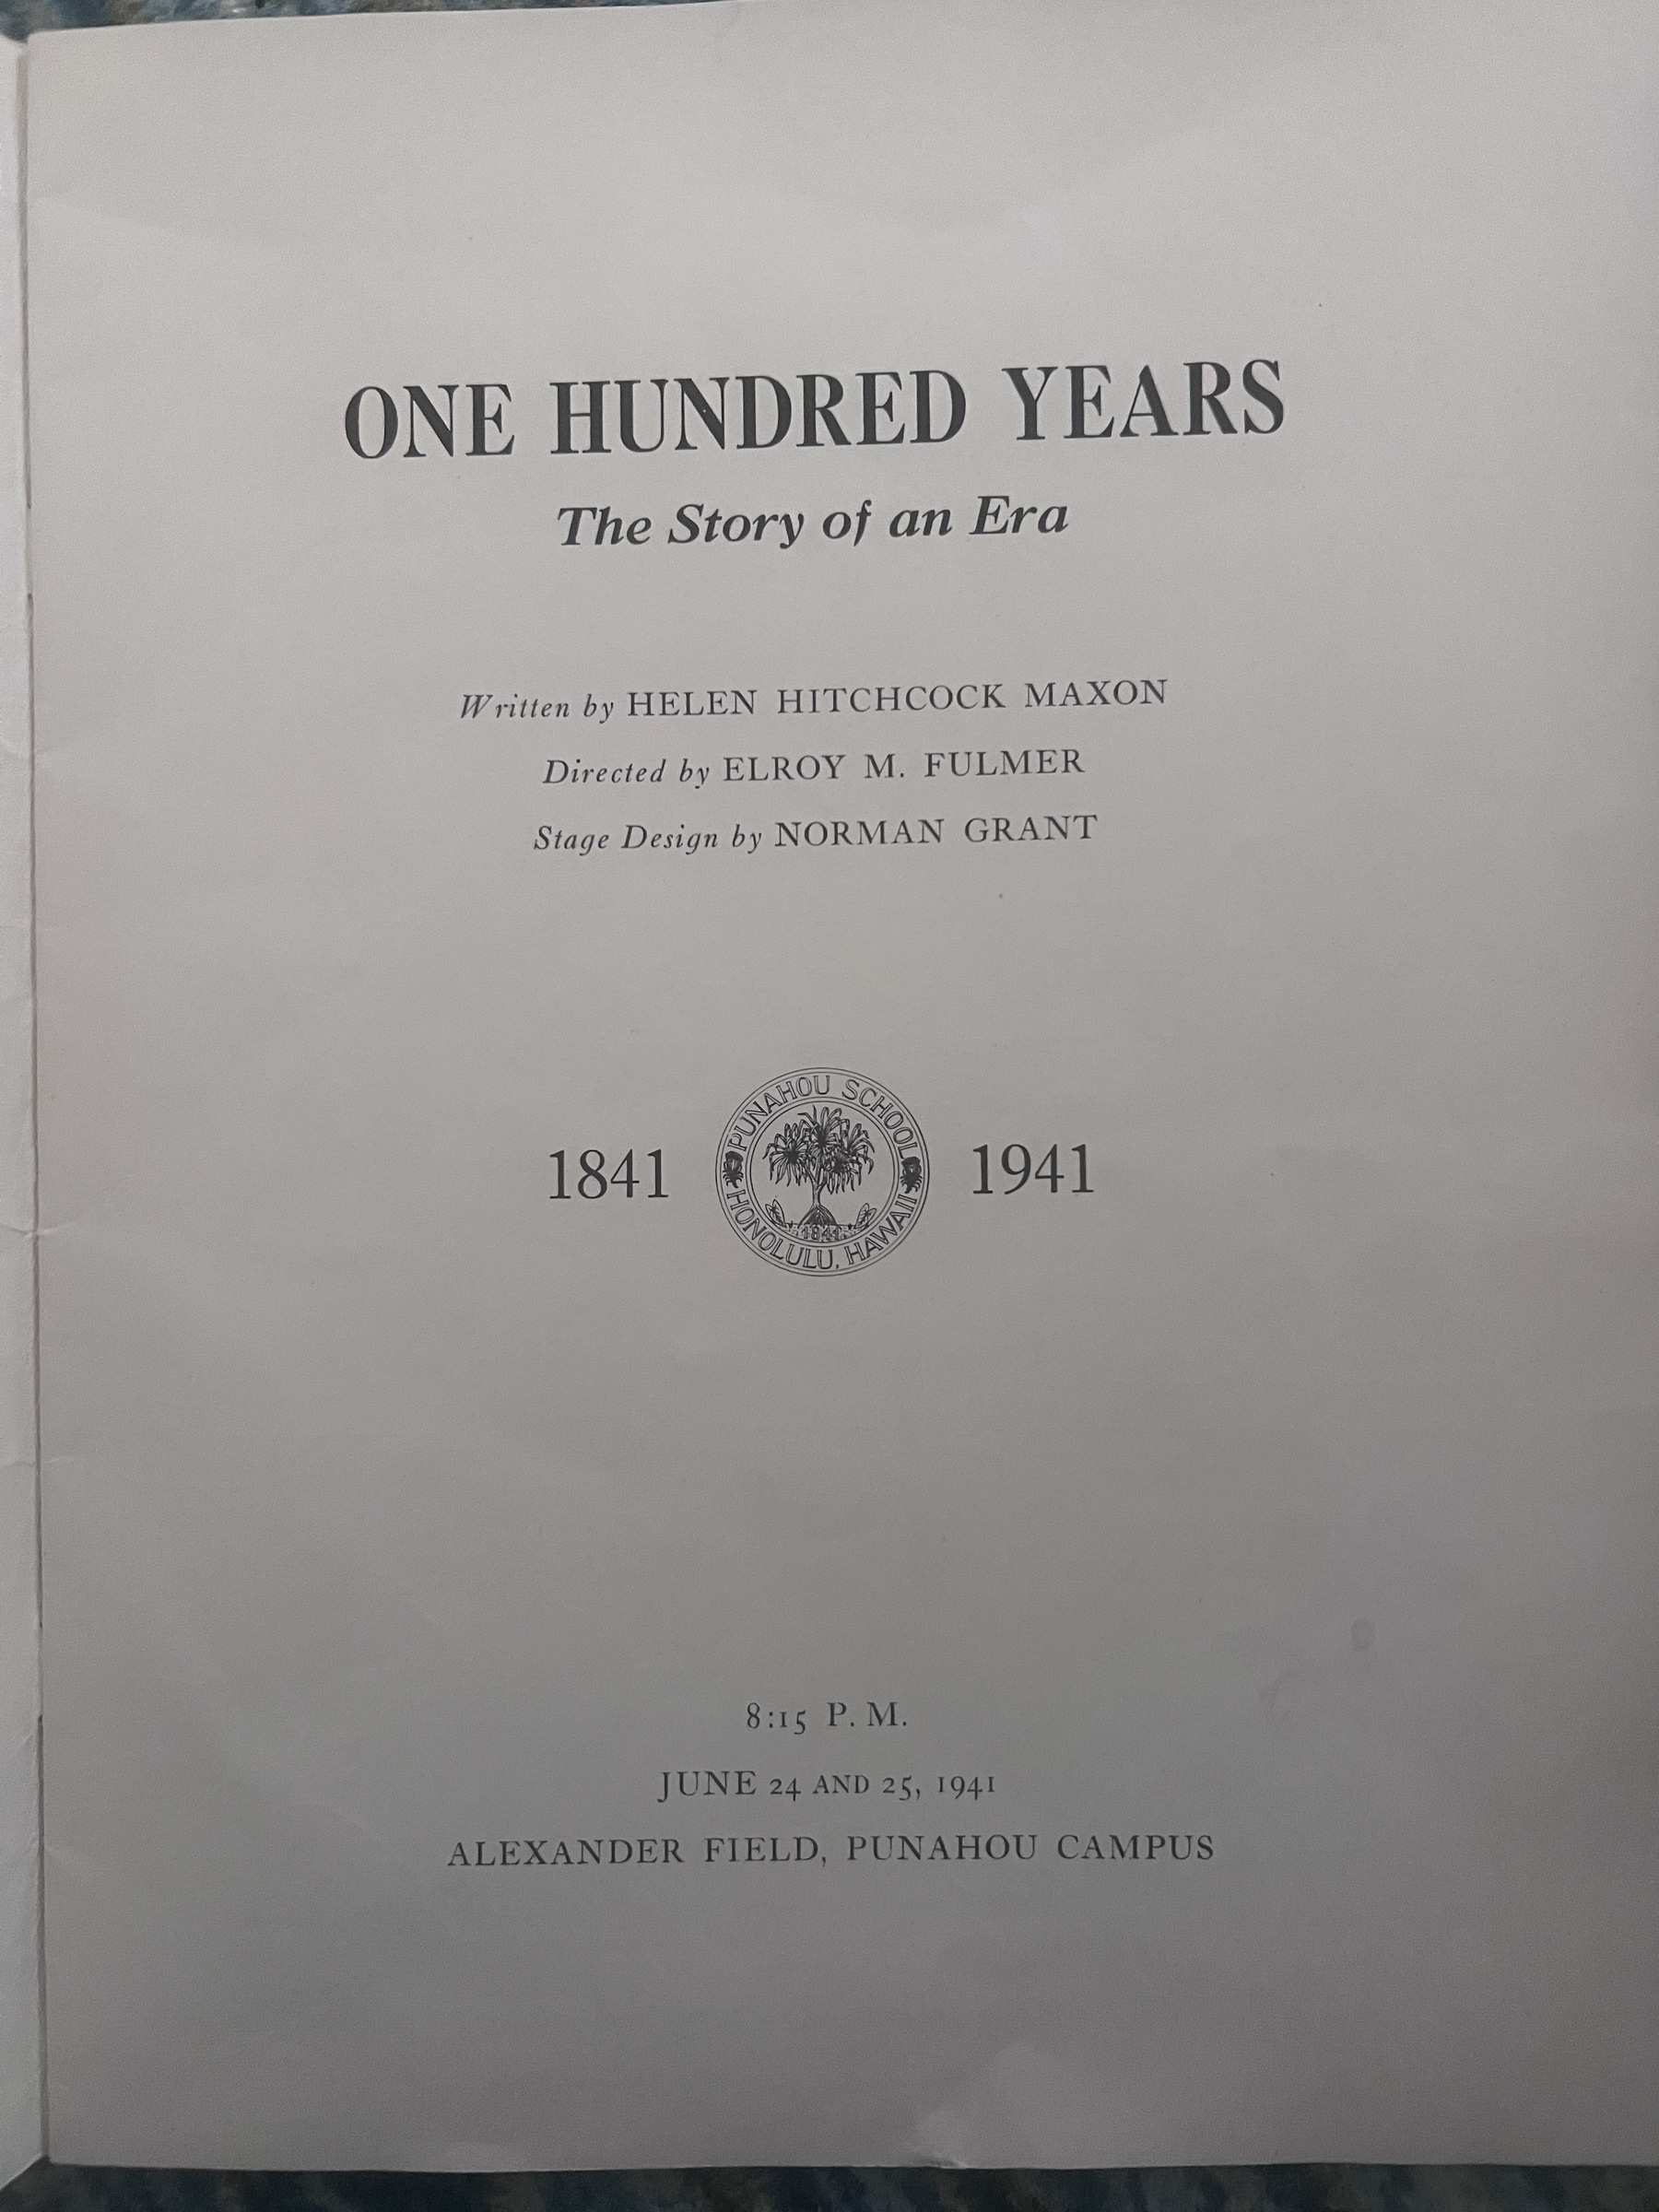 ONE HUNDRED YEARS
The Story of an Era
Written by HELEN HITCHCOCK MAXON
Directed by ELROY M. FULMER
Stage Design by NORMAN GRANT
1841
PUNAHOU SCHOOL
HONOLULU, HAWAII
1841
1941
8:15 P. M.
JUNE 24 AND 25, 1941
ALEXANDER FIELD, PUNAHOU CAMPUS